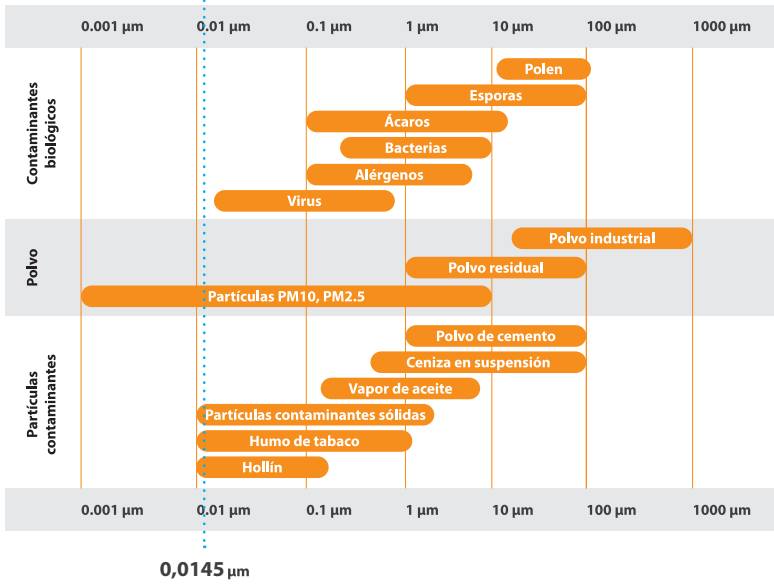 0.001 µm 0.01 µm 0.1 µm 1 µm 10 µm 100 µm 1000 µm
Contaminantes
biológicos
Polen
Esporas
Ácaros
Bacterias
Alérgenos
Virus
Polvo
Polvo industrial
Polvo residual
Partículas PM10, PM2.5
Partículas
contaminantes
Polvo de cemento
Ceniza en suspensión
Vapor de aceite
Partículas contaminantes sólidas
Humo de tabaco
Hollín
0.001 µm 0.01 µm 0.1 µm 1 µm 10 µm 100 µm 1000 µm
0,0145 µm